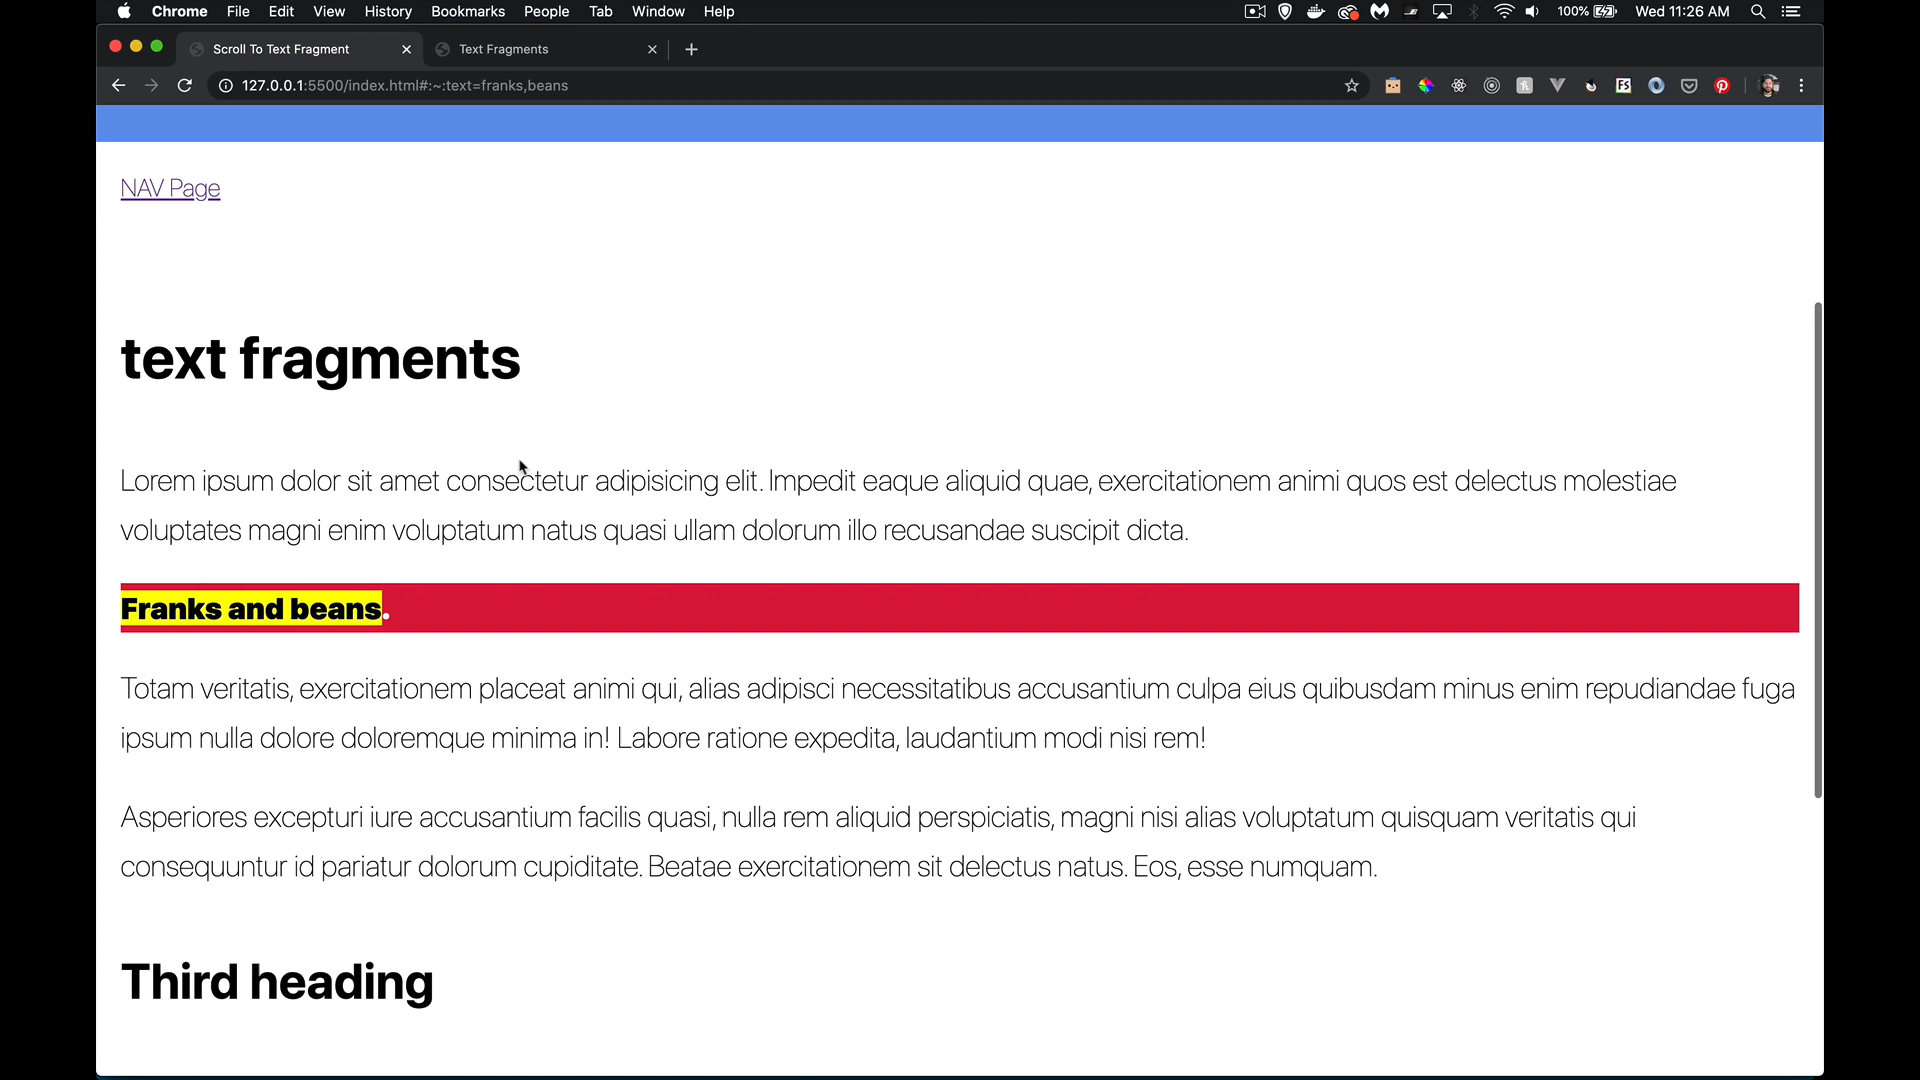 Chrome File Edit View History Bookmarks People Tab Window Help 100% Wed 11:26 AM
Scroll To Text Fragment Text Fragments
127.0.0.1:5500/index.html#:~:text=franks,beans
NAV Page
text fragments
Lorem ipsum dolor sit amet consectetur adipisicing elit. Impedit eaque aliquid quae, exercitationem animi quos est delectus molestiae
voluptates magni enim voluptatum natus quasi ullam dolorum illo recusandae suscipit dicta.
Franks and beans.
Totam veritatis, exercitationem placeat animi qui, alias adipisci necessitatibus accusantium culpa eius quibusdam minus enim repudiandae fuga
ipsum nulla dolore doloremque minima in! Labore ratione expedita, laudantium modi nisi rem!
Asperiores excepturi iure accusantium facilis quasi, nulla rem aliquid perspiciatis, magni nisi alias voluptatum quisquam veritatis qui
consequuntur id pariatur dolorum cupiditate. Beatae exercitationem sit delectus natus. Eos, esse numquam.
Third heading